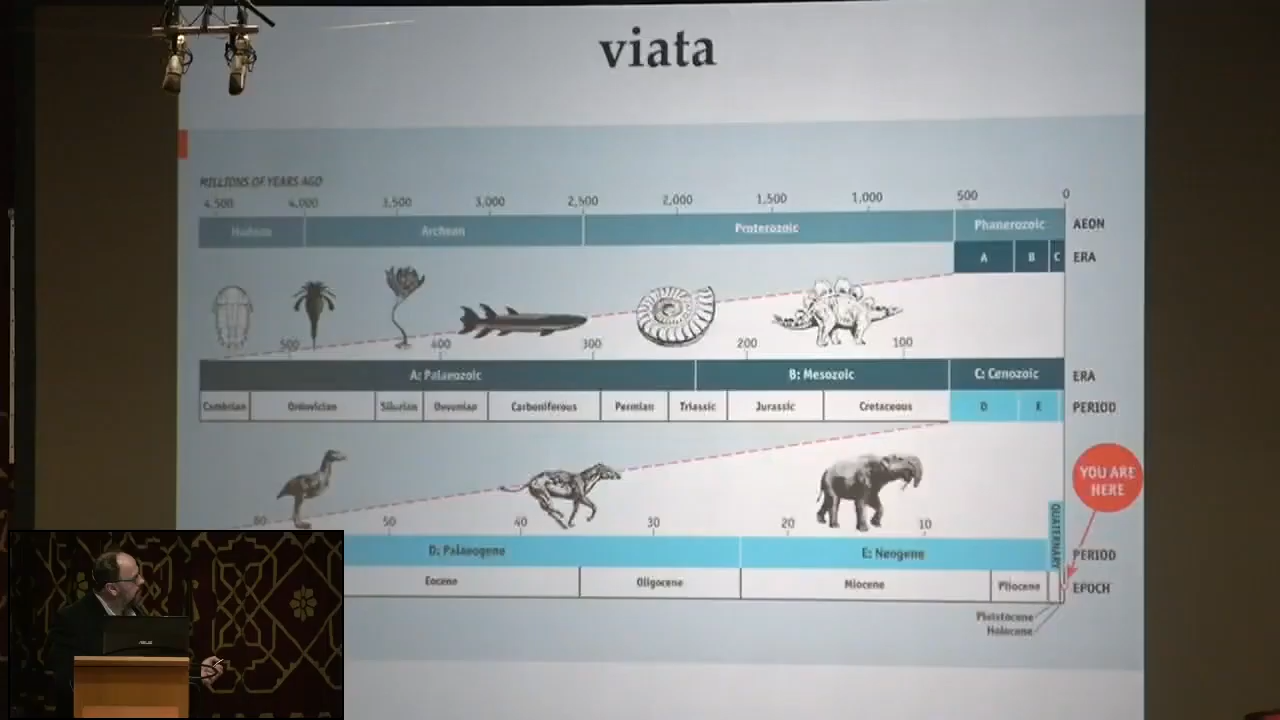 viata
MILLIONS OF YEARS AGO
4,500 4,000 3,500 3,000 2,500 2,000 1,500 1,000 500 0
Hadean Archean Proterozoic Phanerozoic AEON
A B C ERA
500 400 300 200 100
A: Palaeozoic B: Mesozoic C: Cenozoic ERA
Cambrian Ordovician Silurian Devonian Carboniferous Permian Triassic Jurassic Cretaceous D E PERIOD
YOU ARE
HERE
60 50 40 30 20 10
QUATERNARY
D: Palaeogene E: Neogene PERIOD
Eocene Oligocene Miocene Pliocene EPOCH
Pleistocene
Holocene
ASUS